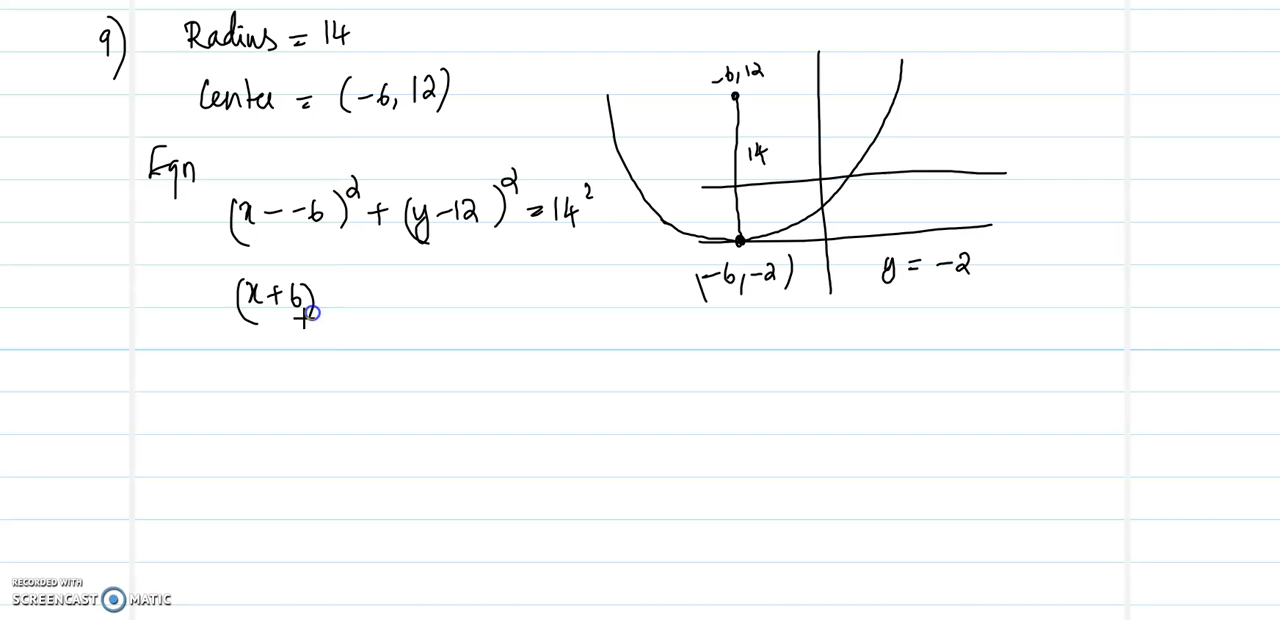 9) Radius = 14
Center = (-6, 12)
Eqn
(x - -6)² + (y - 12)² = 14²
(x + 6)
-6, 12
14
(-6, -2)
y = -2
RECORDED WITH
SCREENCAST MATIC